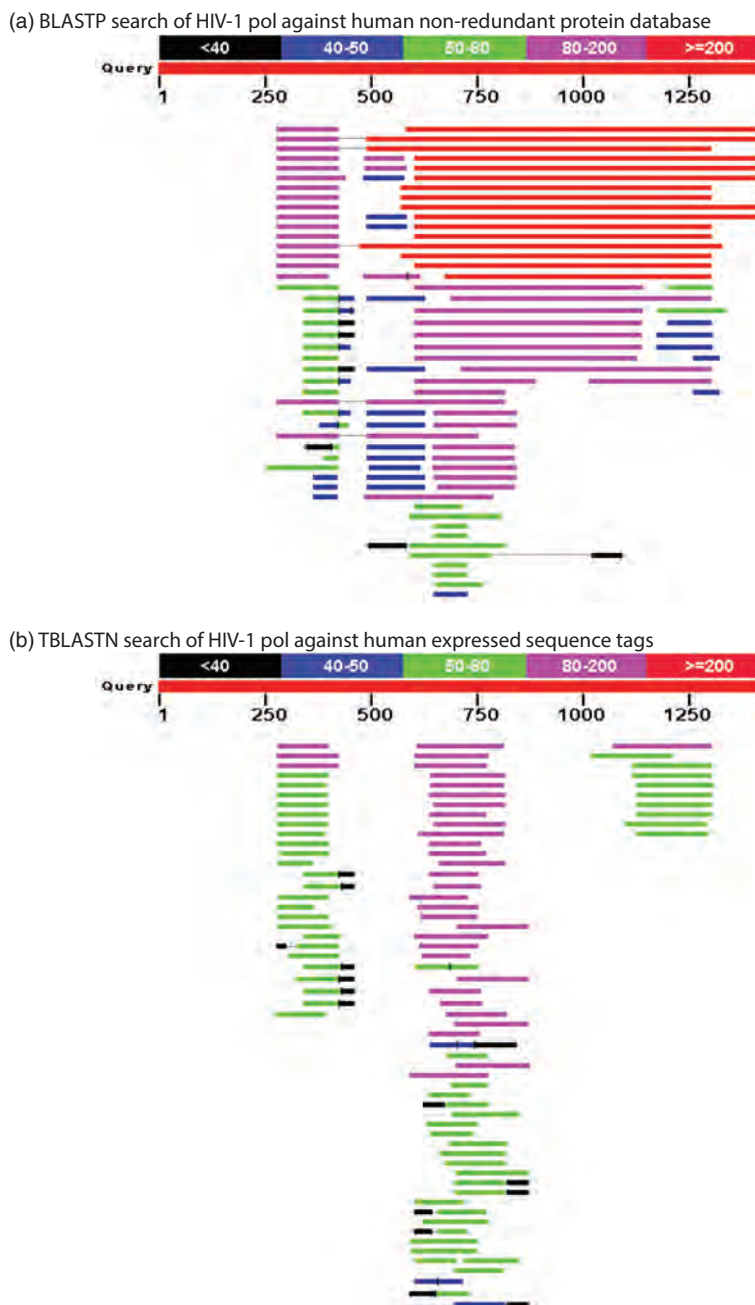 (a) BLASTP search of HIV-1 pol against human non-redundant protein database
<40 40-50 50-80 80-200 >=200
Query
1 250 500 750 1000 1250
(b) TBLASTN search of HIV-1 pol against human expressed sequence tags
<40 40-50 50-80 80-200 >=200
Query
1 250 500 750 1000 1250